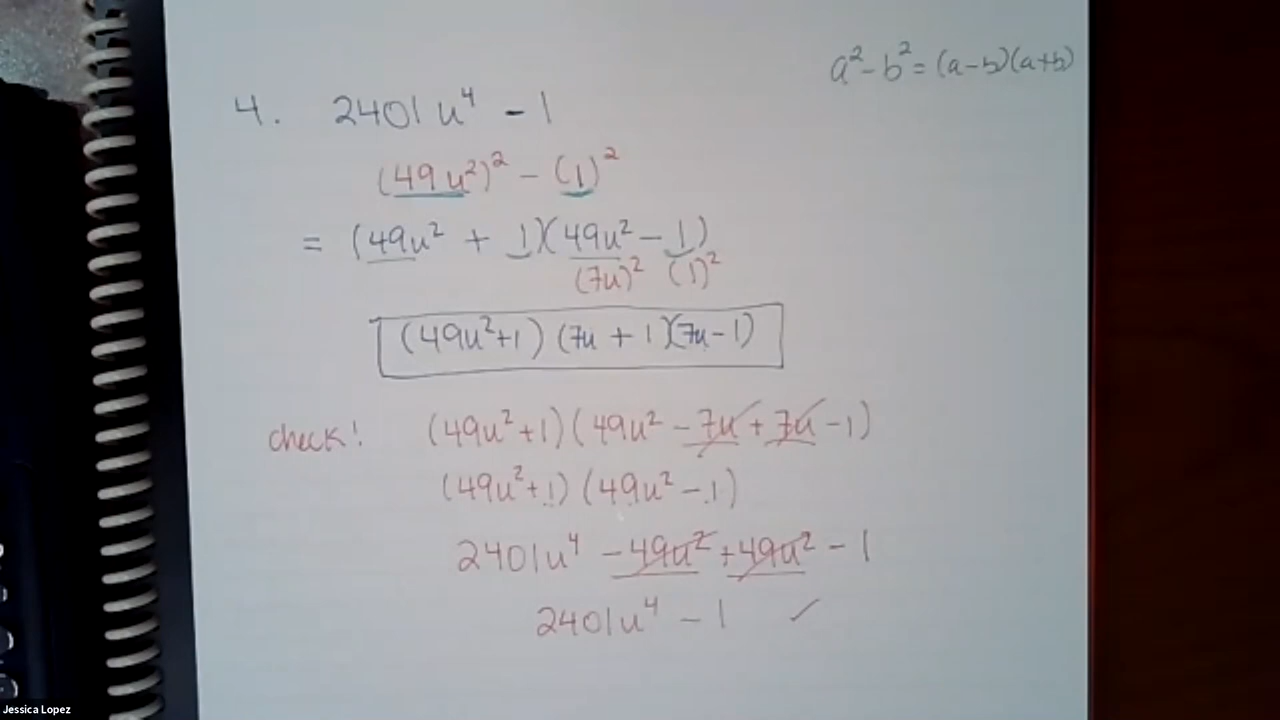 a² - b² = (a-b)(a+b)
4. 2401u⁴ - 1
(49u²)² - (1)²
= (49u² + 1)(49u² - 1)
(7u)² (1)²
(49u²+1) (7u + 1)(7u-1)
check! (49u²+1)(49u² - 7u + 7u - 1)
(49u²+1) (49u² - 1)
2401u⁴ - 49u² + 49u² - 1
2401u⁴ - 1 ✓
Jessica Lopez